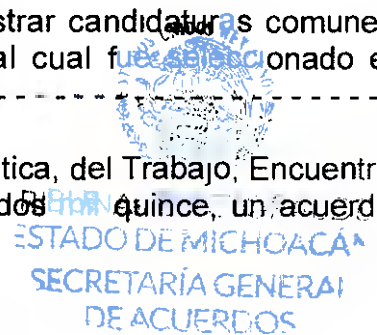 strar candidaturas comune
al cual fue seleccionado e
tica, del Trabajo, Encuentr
dos mil quince, un acuerd
ESTADO DE MICHOACÁN
SECRETARÍA GENERAL
DE ACUERDOS